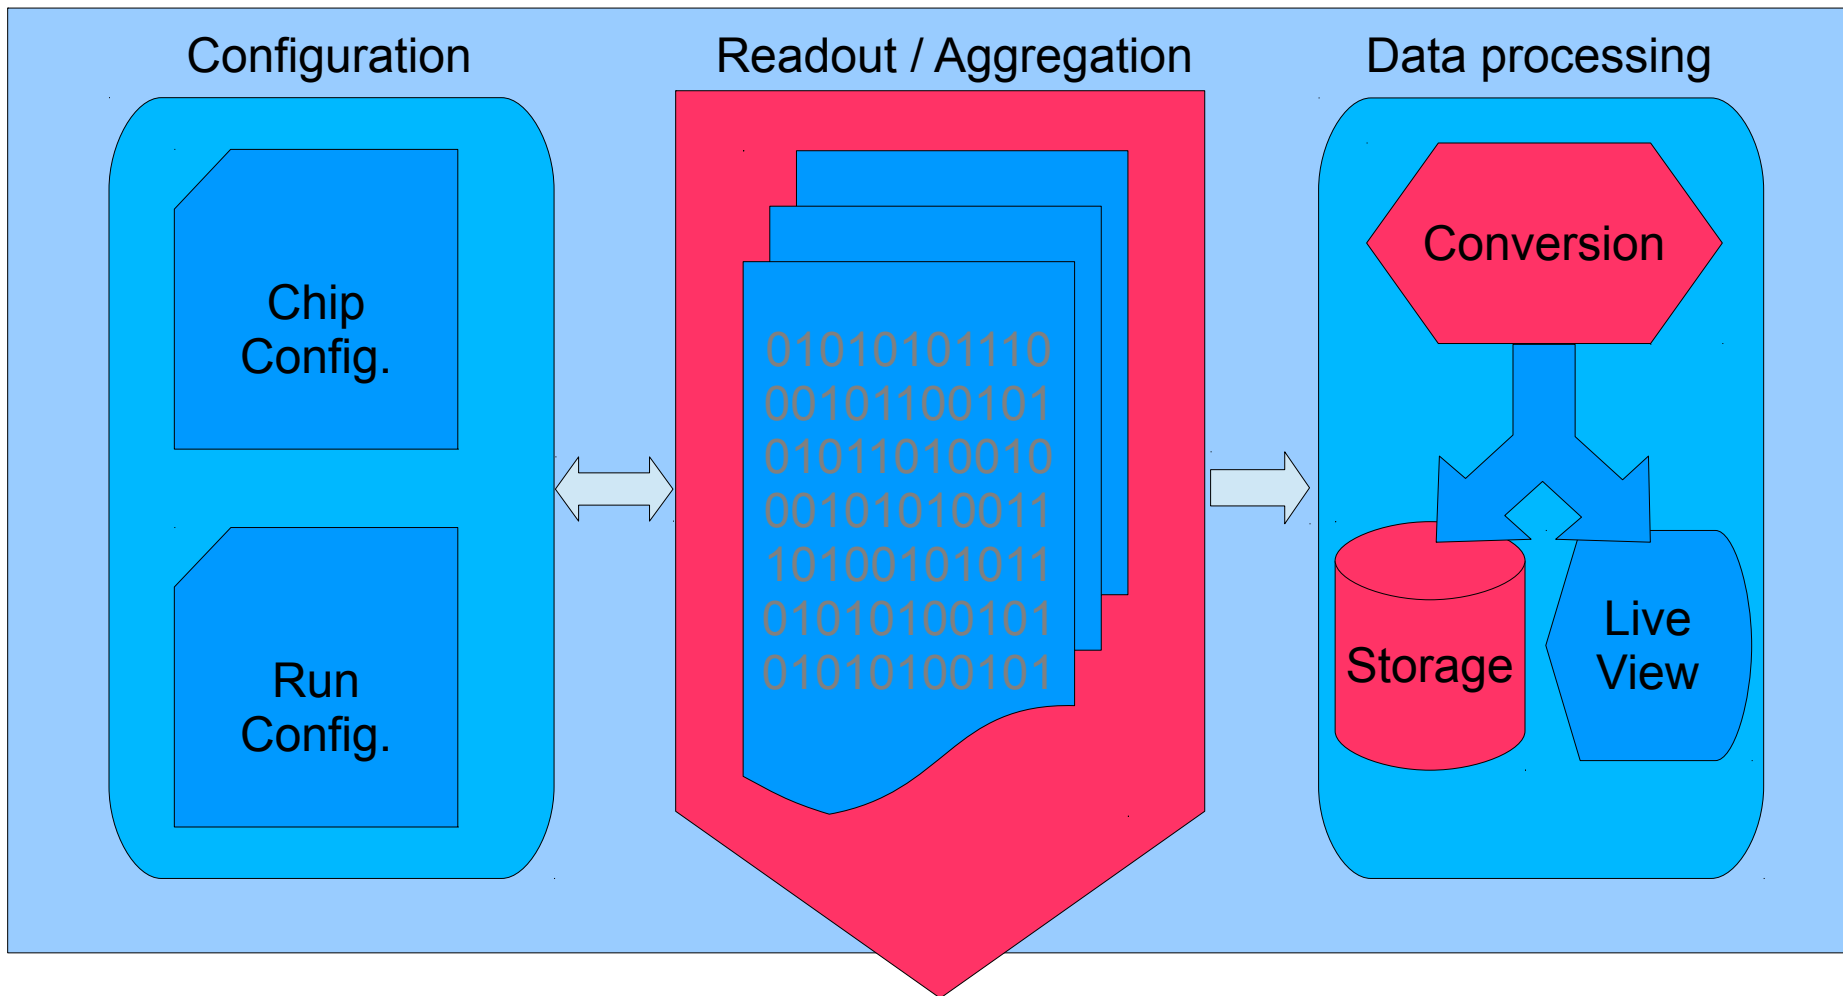 Configuration
Readout / Aggregation
Data processing
Chip
Config.
Run
Config.
01010101110
00101100101
01011010010
00101010011
10100101011
01010100101
01010100101
Conversion
Storage
Live
View